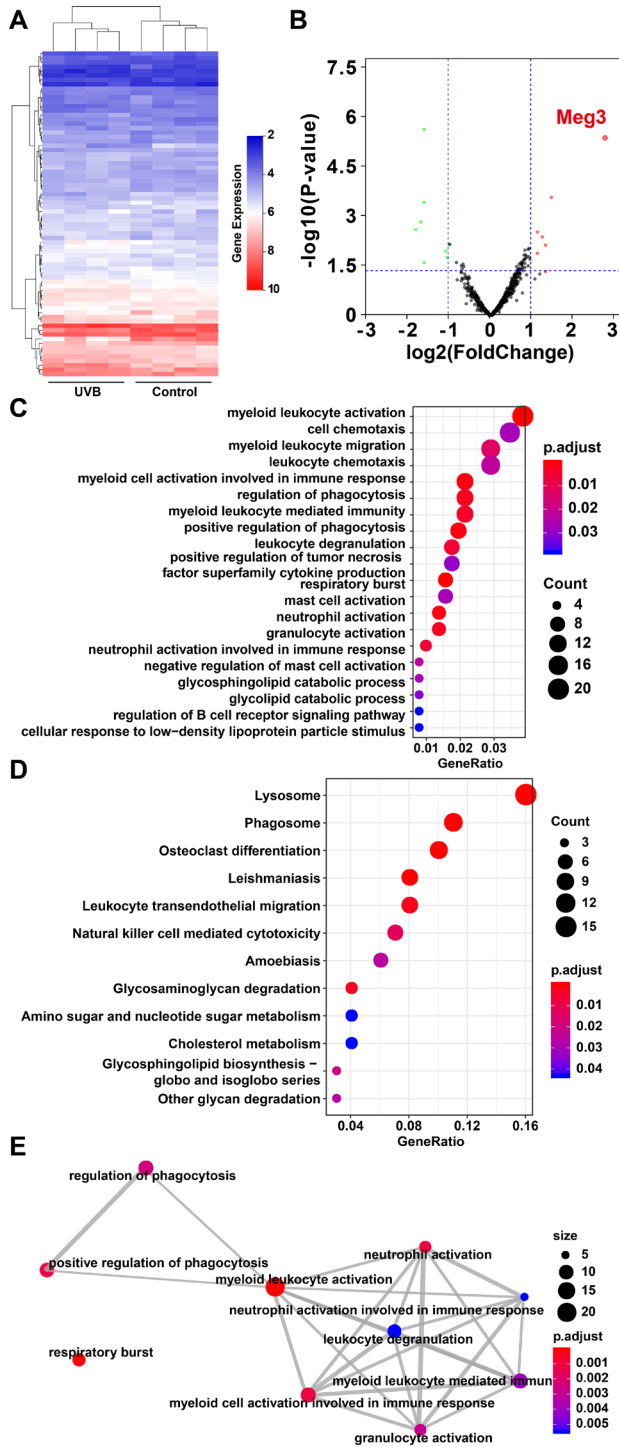 A
2
4
6
8
10
Gene Expression
UVB
Control
B
7.5
6
4.5
3
1.5
0
-log10(P-value)
Meg3
-3
-2
-1
0
1
2
3
log2(FoldChange)
C
myeloid leukocyte activation
cell chemotaxis
myeloid leukocyte migration
leukocyte chemotaxis
myeloid cell activation involved in immune response
regulation of phagocytosis
myeloid leukocyte mediated immunity
positive regulation of phagocytosis
leukocyte degranulation
positive regulation of tumor necrosis
factor superfamily cytokine production
respiratory burst
mast cell activation
neutrophil activation
granulocyte activation
neutrophil activation involved in immune response
negative regulation of mast cell activation
glycosphingolipid catabolic process
glycolipid catabolic process
regulation of B cell receptor signaling pathway
cellular response to low−density lipoprotein particle stimulus
0.01
0.02
0.03
GeneRatio
p.adjust
0.01
0.02
0.03
Count
4
8
12
16
20
D
Lysosome
Phagosome
Osteoclast differentiation
Leishmaniasis
Leukocyte transendothelial migration
Natural killer cell mediated cytotoxicity
Amoebiasis
Glycosaminoglycan degradation
Amino sugar and nucleotide sugar metabolism
Cholesterol metabolism
Glycosphingolipid biosynthesis −
globo and isoglobo series
Other glycan degradation
0.04
0.08
0.12
0.16
GeneRatio
Count
3
6
9
12
15
p.adjust
0.01
0.02
0.03
0.04
E
regulation of phagocytosis
positive regulation of phagocytosis
respiratory burst
neutrophil activation
myeloid leukocyte activation
neutrophil activation involved in immune response
leukocyte degranulation
myeloid leukocyte mediated immun
myeloid cell activation involved in immune response
granulocyte activation
size
5
10
15
20
p.adjust
0.001
0.002
0.003
0.004
0.005